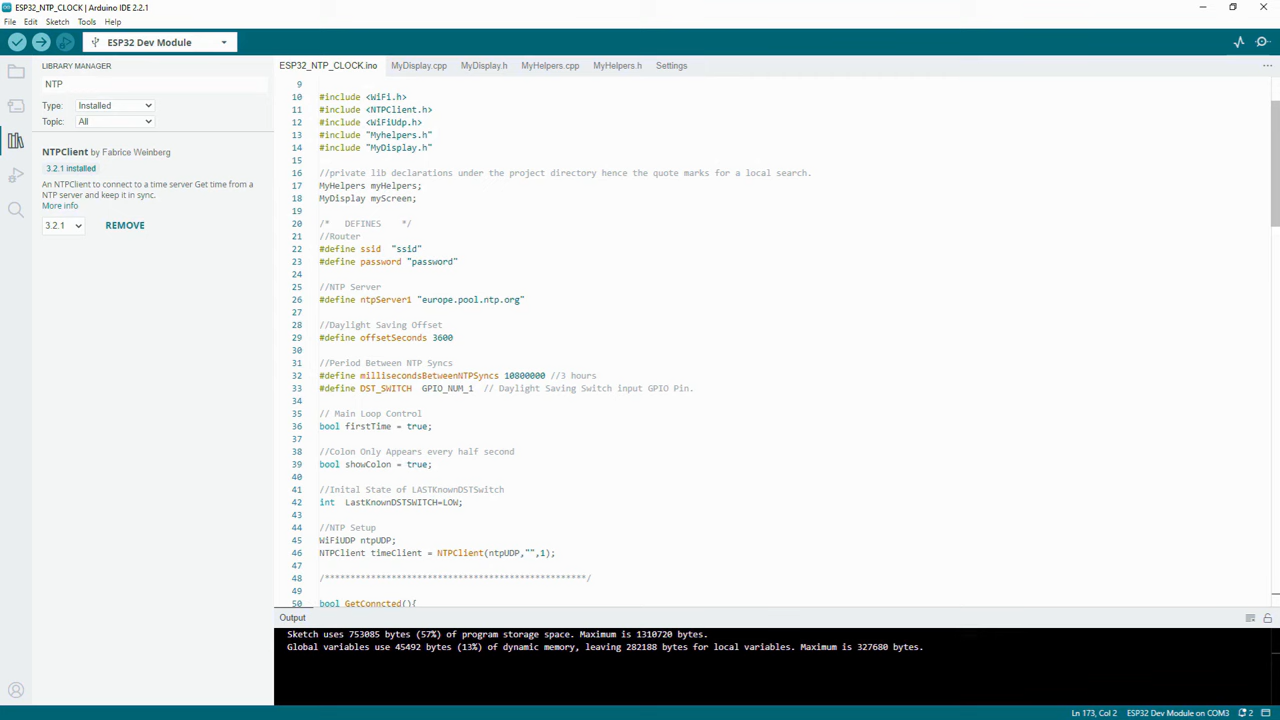 ESP32_NTP_CLOCK | Arduino IDE 2.2.1
File Edit Sketch Tools Help
ESP32 Dev Module
LIBRARY MANAGER
NTP
Type: Installed
Topic: All
NTPClient by Fabrice Weinberg
3.2.1 installed
An NTPClient to connect to a time server Get time from a
NTP server and keep it in sync.
More info
3.2.1 REMOVE
ESP32_NTP_CLOCK.ino MyDisplay.cpp MyDisplay.h MyHelpers.cpp MyHelpers.h Settings
9
10 #include <WiFi.h>
11 #include <NTPClient.h>
12 #include <WiFiUdp.h>
13 #include "Myhelpers.h"
14 #include "MyDisplay.h"
15
16 //private lib declarations under the project directory hence the quote marks for a local search.
17 MyHelpers myHelpers;
18 MyDisplay myScreen;
19
20 /*   DEFINES   */
21 //Router
22 #define ssid  "ssid"
23 #define password "password"
24
25 //NTP Server
26 #define ntpServer1 "europe.pool.ntp.org"
27
28 //Daylight Saving Offset
29 #define offsetSeconds 3600
30
31 //Period Between NTP Syncs
32 #define millisecondsBetweenNTPSyncs 10800000 //3 hours
33 #define DST_SWITCH  GPIO_NUM_1  // Daylight Saving Switch input GPIO Pin.
34
35 // Main Loop Control
36 bool firstTime = true;
37
38 //Colon Only Appears every half second
39 bool showColon = true;
40
41 //Inital State of LASTKnownDSTSwitch
42 int  LastKnownDSTSWITCH=LOW;
43
44 //NTP Setup
45 WiFiUDP ntpUDP;
46 NTPClient timeClient = NTPClient(ntpUDP,"",1);
47
48 /***************************************************/
49
50 bool GetConncted(){
Output
Sketch uses 753085 bytes (57%) of program storage space. Maximum is 1310720 bytes.
Global variables use 45492 bytes (13%) of dynamic memory, leaving 282188 bytes for local variables. Maximum is 327680 bytes.
Ln 173, Col 2 ESP32 Dev Module on COM3 2